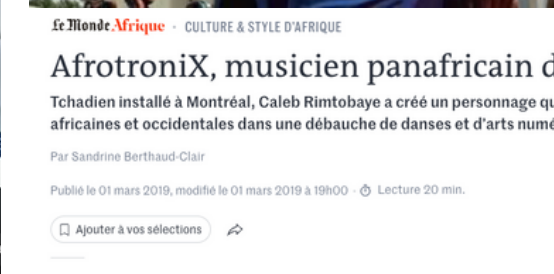 Le Monde Afrique · CULTURE & STYLE D'AFRIQUE
AfrotroniX, musicien panafricain d
Tchadien installé à Montréal, Caleb Rimtobaye a créé un personnage qu
africaines et occidentales dans une débauche de danses et d'arts numé
Par Sandrine Berthaud-Clair
Publié le 01 mars 2019, modifié le 01 mars 2019 à 19h00 · Lecture 20 min.
Ajouter à vos sélections